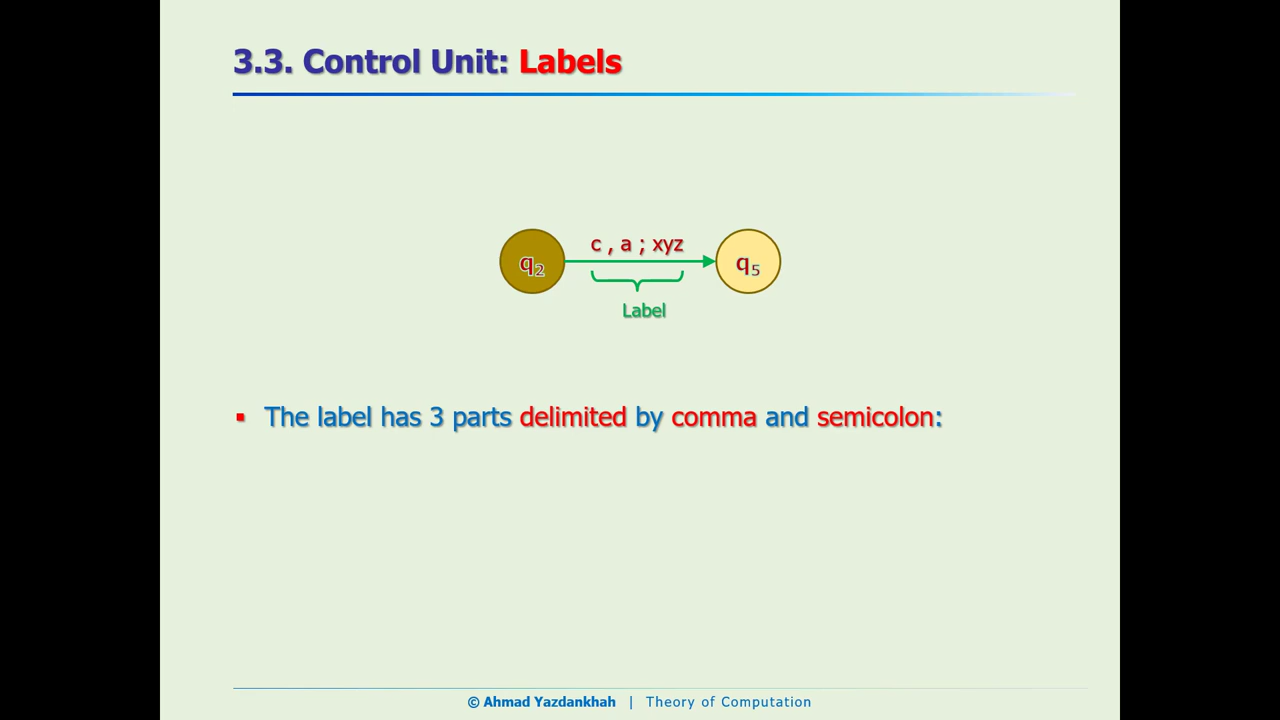 3.3. Control Unit: Labels
c , a ; xyz
q2
q5
Label
▪ The label has 3 parts delimited by comma and semicolon:
© Ahmad Yazdankhah | Theory of Computation